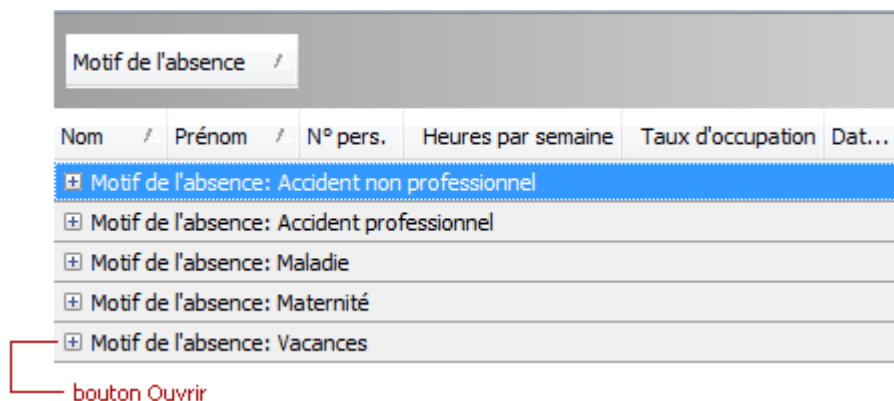 Motif de l'absence
Nom Prénom N° pers. Heures par semaine Taux d'occupation Dat...
Motif de l'absence: Accident non professionnel
Motif de l'absence: Accident professionnel
Motif de l'absence: Maladie
Motif de l'absence: Maternité
Motif de l'absence: Vacances
bouton Ouvrir